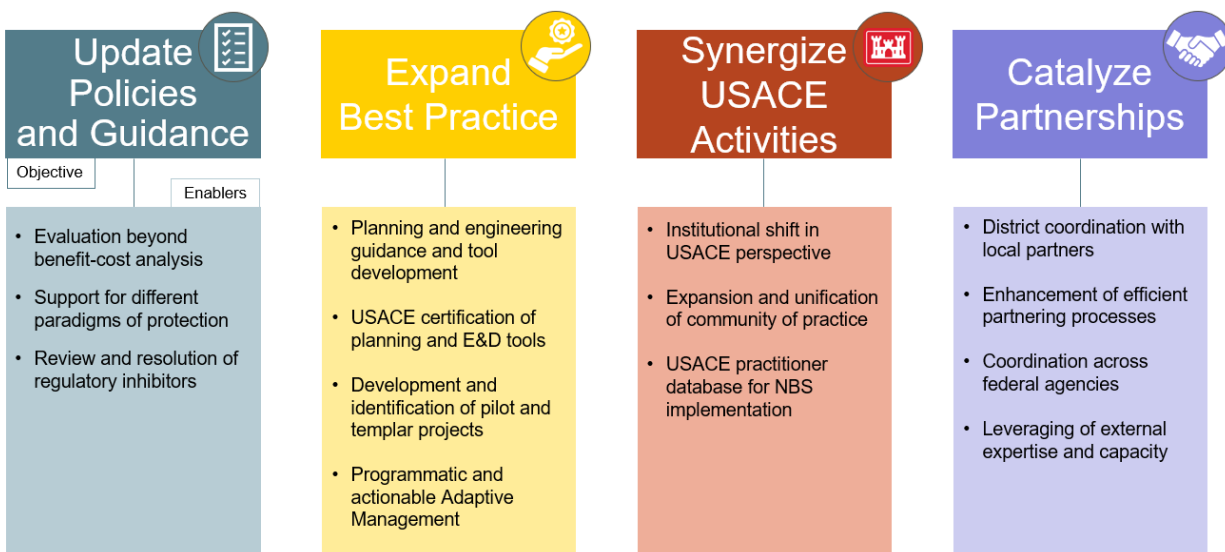 Update
Policies
and Guidance
Objective
Enablers
• Evaluation beyond
benefit-cost analysis
• Support for different
paradigms of protection
• Review and resolution of
regulatory inhibitors
Expand
Best Practice
• Planning and engineering
guidance and tool
development
• USACE certification of
planning and E&D tools
• Development and
identification of pilot and
templar projects
• Programmatic and
actionable Adaptive
Management
Synergize
USACE
Activities
• Institutional shift in
USACE perspective
• Expansion and unification
of community of practice
• USACE practitioner
database for NBS
implementation
Catalyze
Partnerships
• District coordination with
local partners
• Enhancement of efficient
partnering processes
• Coordination across
federal agencies
• Leveraging of external
expertise and capacity